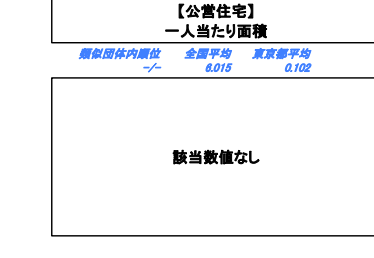 【公営住宅】
一人当たり面積
類似団体内順位 全国平均 東京都平均
-/- 6.015 0.102
該当数値なし